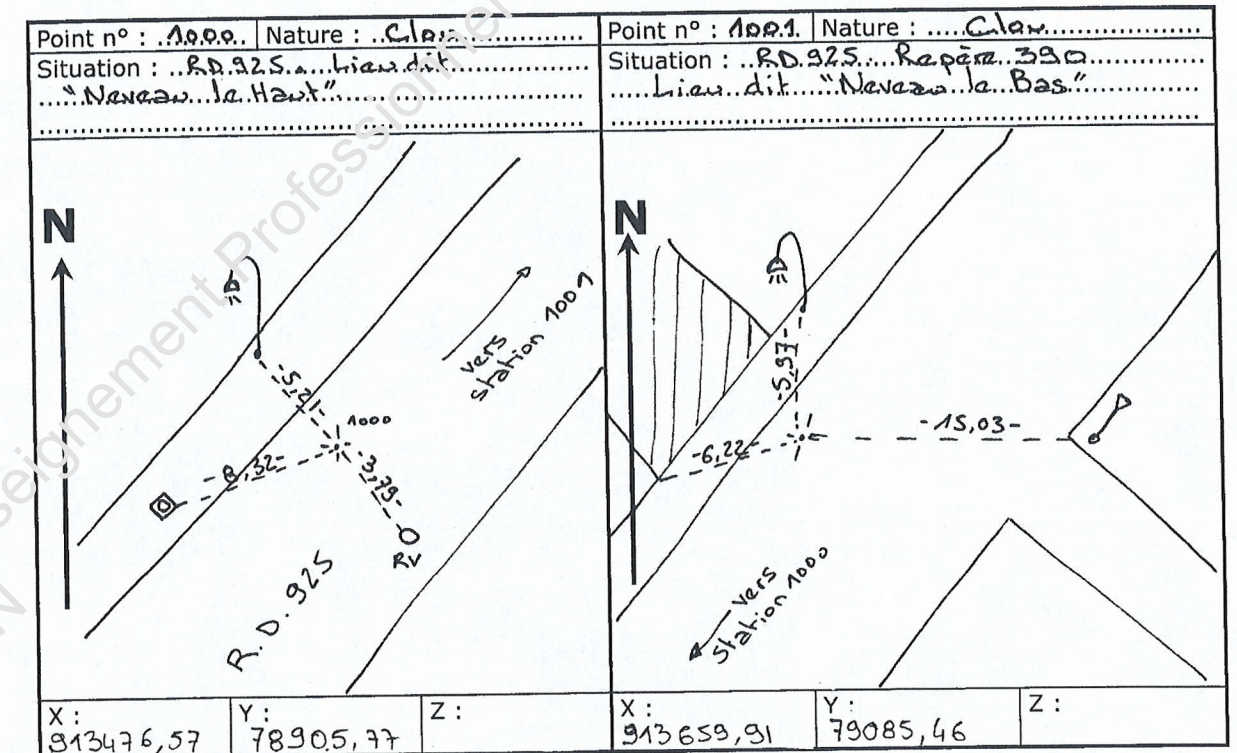 Point n° : 1000 Nature : Clou
Situation : RD.925. Lieu dit
"Neveau le Haut"
N
5,21
1000
8,32
3,79
RV
R.D. 925
vers
station 1001
X :
913476,57
Y :
78905,77
Z :
Point n° : 1001 Nature : Clou
Situation : RD.925. Repère 390
Lieu dit "Neveau le Bas"
N
5,97
6,22
15,03
vers
Station 1000
X :
913659,91
Y :
79085,46
Z :
seignement Professionnel
N